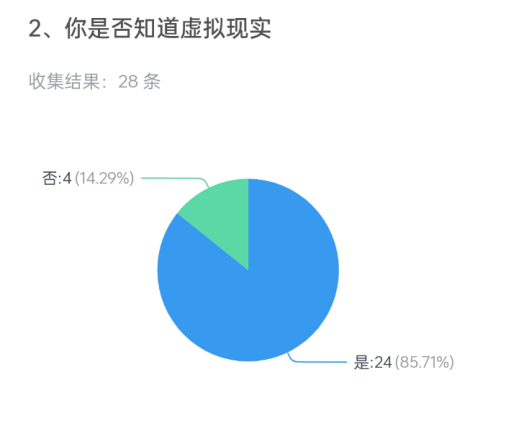 2、你是否知道虚拟现实
收集结果：28 条
否:4 (14.29%)
是:24 (85.71%)